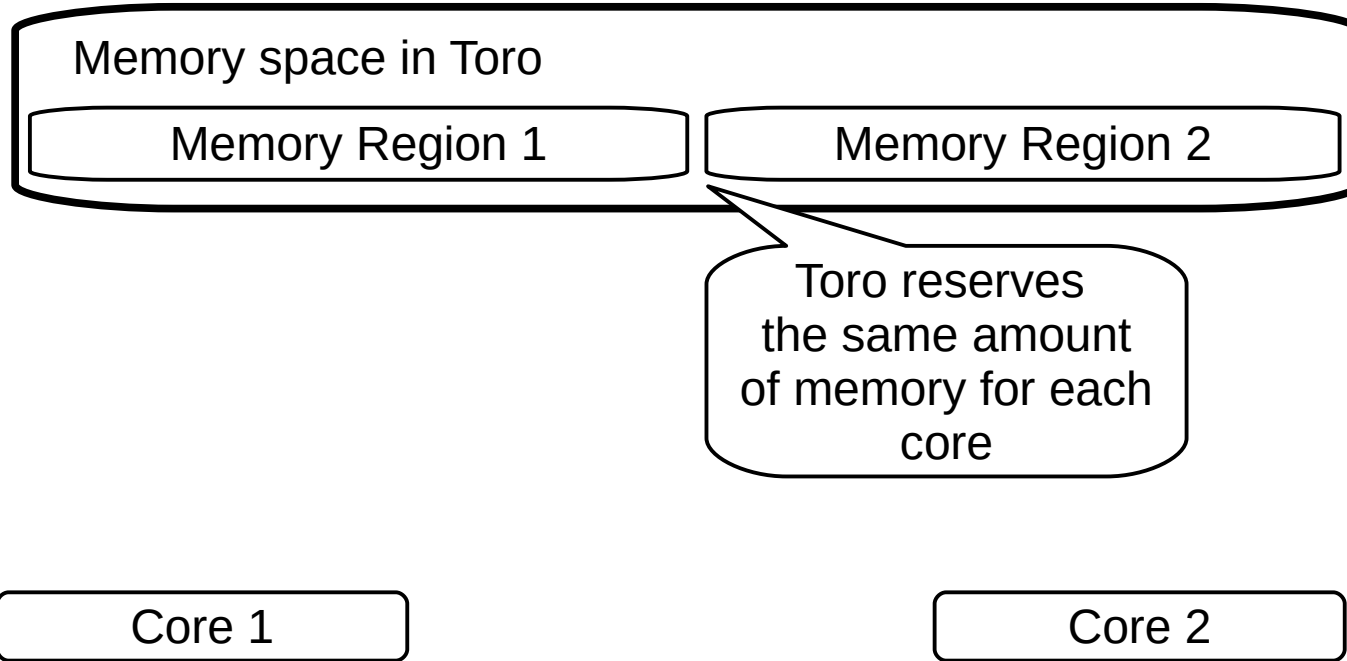 Memory space in Toro
Memory Region 1
Memory Region 2
Toro reserves
the same amount
of memory for each
core
Core 1
Core 2